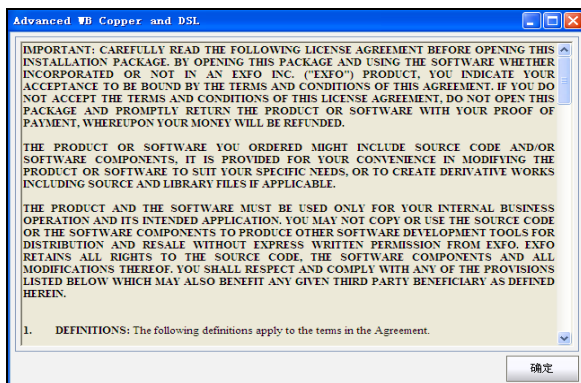 Advanced WB Copper and DSL
IMPORTANT: CAREFULLY READ THE FOLLOWING LICENSE AGREEMENT BEFORE OPENING THIS
INSTALLATION PACKAGE. BY OPENING THIS PACKAGE AND USING THE SOFTWARE WHETHER
INCORPORATED OR NOT IN AN EXFO INC. ("EXFO") PRODUCT, YOU INDICATE YOUR
ACCEPTANCE TO BE BOUND BY THE TERMS AND CONDITIONS OF THIS AGREEMENT. IF YOU DO
NOT ACCEPT THE TERMS AND CONDITIONS OF THIS LICENSE AGREEMENT, DO NOT OPEN THIS
PACKAGE AND PROMPTLY RETURN THE PRODUCT OR SOFTWARE WITH YOUR PROOF OF
PAYMENT, WHEREUPON YOUR MONEY WILL BE REFUNDED.
THE PRODUCT OR SOFTWARE YOU ORDERED MIGHT INCLUDE SOURCE CODE AND/OR
SOFTWARE COMPONENTS, IT IS PROVIDED FOR YOUR CONVENIENCE IN MODIFYING THE
PRODUCT OR SOFTWARE TO SUIT YOUR SPECIFIC NEEDS, OR TO CREATE DERIVATIVE WORKS
INCLUDING SOURCE AND LIBRARY FILES IF APPLICABLE.
THE PRODUCT AND THE SOFTWARE MUST BE USED ONLY FOR YOUR INTERNAL BUSINESS
OPERATION AND ITS INTENDED APPLICATION. YOU MAY NOT COPY OR USE THE SOURCE CODE
OR THE SOFTWARE COMPONENTS TO PRODUCE OTHER SOFTWARE DEVELOPMENT TOOLS FOR
DISTRIBUTION AND RESALE WITHOUT EXPRESS WRITTEN PERMISSION FROM EXFO. EXFO
RETAINS ALL RIGHTS TO THE SOURCE CODE, THE SOFTWARE COMPONENTS AND ALL
MODIFICATIONS THEREOF. YOU SHALL RESPECT AND COMPLY WITH ANY OF THE PROVISIONS
LISTED BELOW WHICH MAY ALSO BENEFIT ANY GIVEN THIRD PARTY BENEFICIARY AS DEFINED
HEREIN.
1. DEFINITIONS: The following definitions apply to the terms in the Agreement.
确定